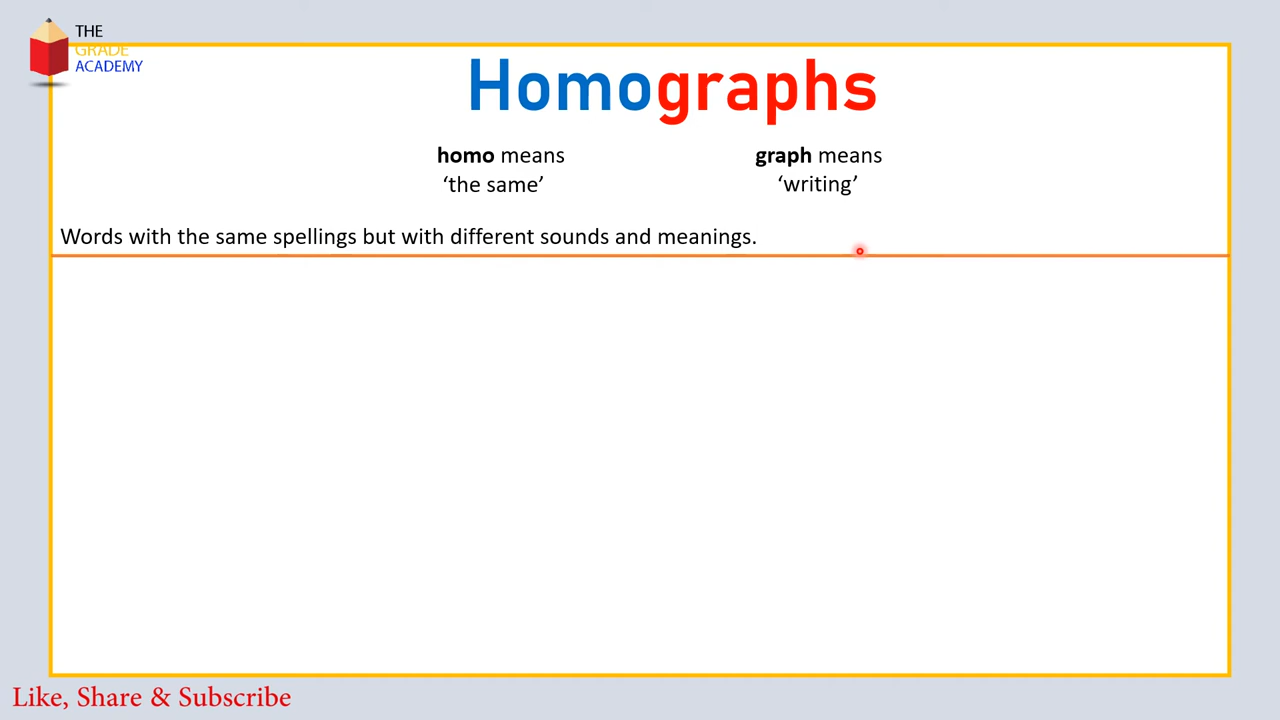 THE
GRADE
ACADEMY
Homographs
homo means
‘the same’
graph means
‘writing’
Words with the same spellings but with different sounds and meanings.
Like, Share & Subscribe